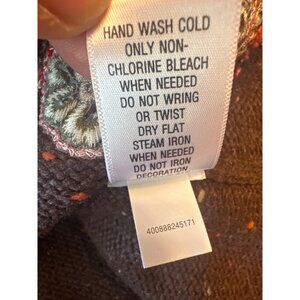 HAND WASH COLD
ONLY NON-
CHLORINE BLEACH
WHEN NEEDED
DO NOT WRING
OR TWIST
DRY FLAT
STEAM IRON
WHEN NEEDED
DO NOT IRON
DECORATION
400888245171